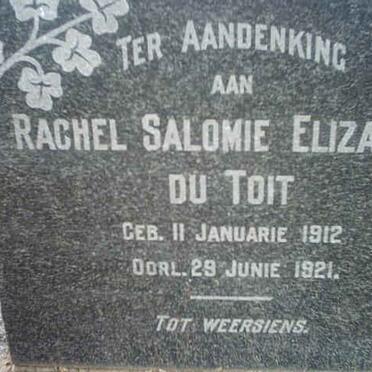 TER AANDENKING
AAN
RACHEL SALOMIE ELIZA
DU TOIT
GEB. 11 JANUARIE 1912
OORL. 29 JUNIE 1921.
TOT WEERSIENS.